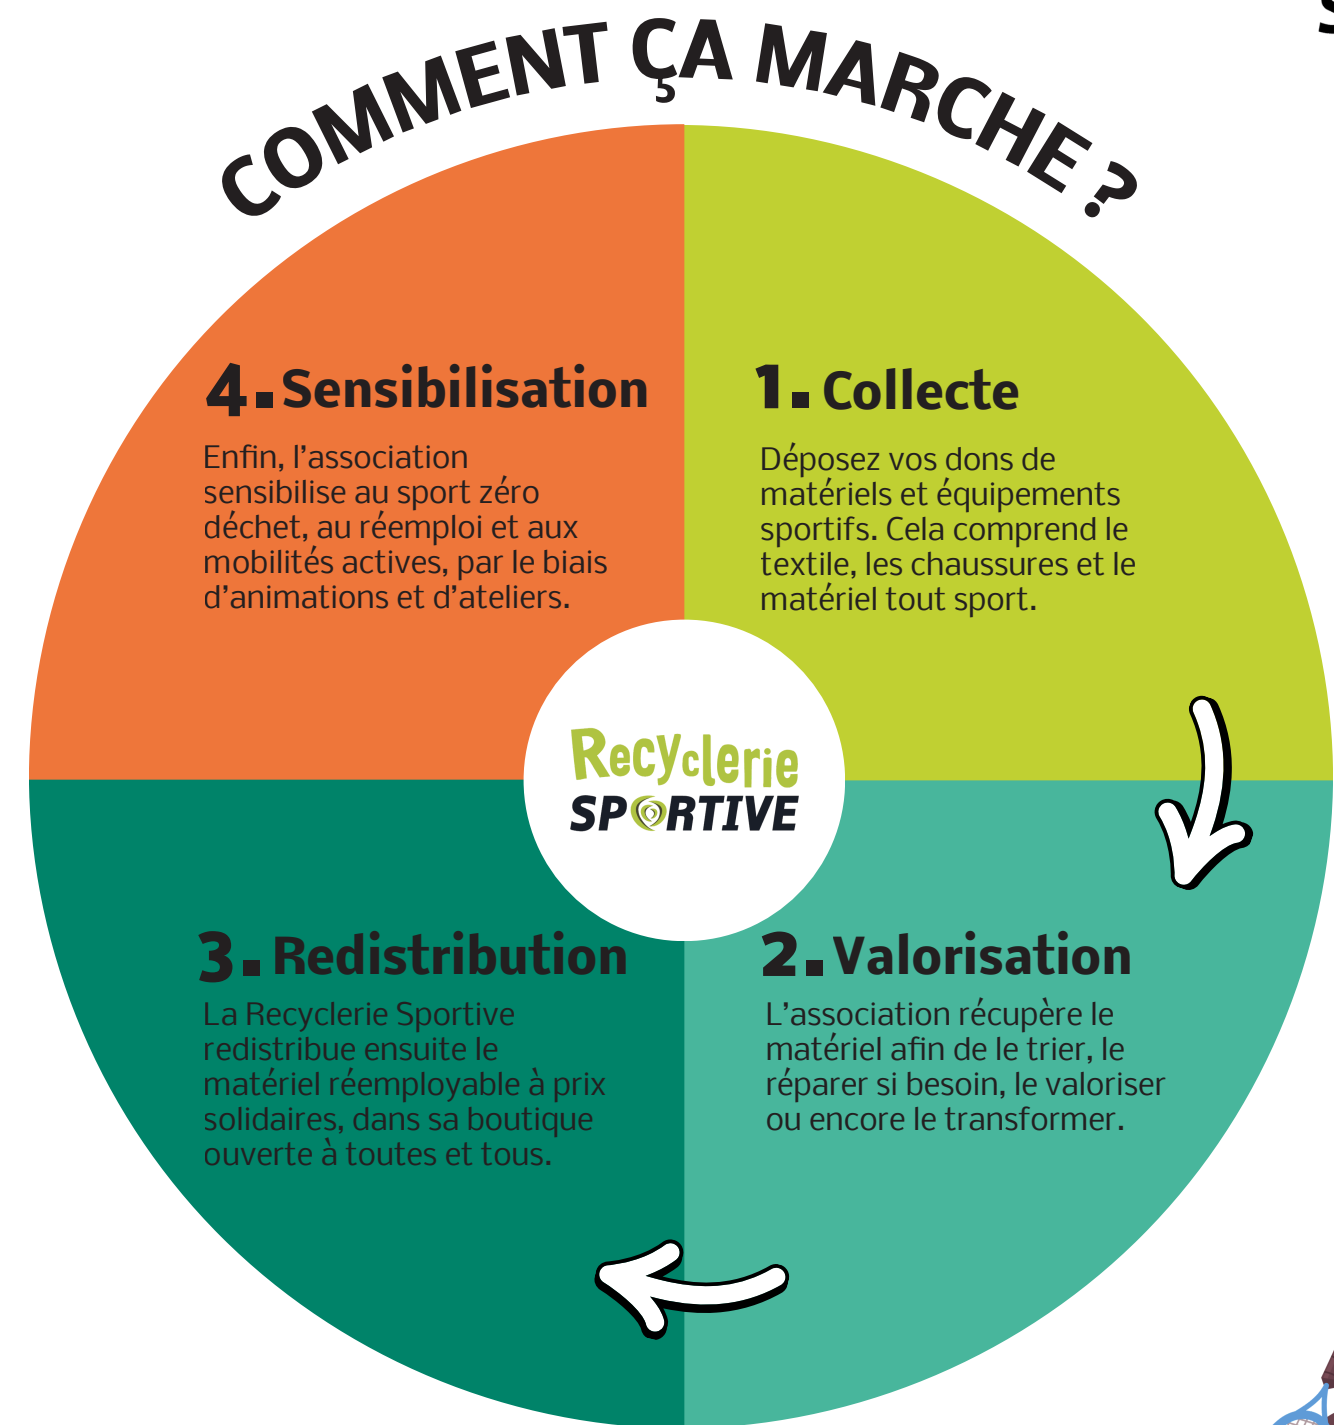 COMMENT ÇA MARCHE ?
1. Collecte
Déposez vos dons de
matériels et équipements
sportifs. Cela comprend le
textile, les chaussures et le
matériel tout sport.
2. Valorisation
L'association récupère le
matériel afin de le trier, le
réparer si besoin, le valoriser
ou encore le transformer.
3. Redistribution
La Recyclerie Sportive
redistribue ensuite le
matériel réemployable à prix
solidaires, dans sa boutique
ouverte à toutes et tous.
4. Sensibilisation
Enfin, l'association
sensibilise au sport zéro
déchet, au réemploi et aux
mobilités actives, par le biais
d'animations et d'ateliers.
Recyclerie
SPORTIVE